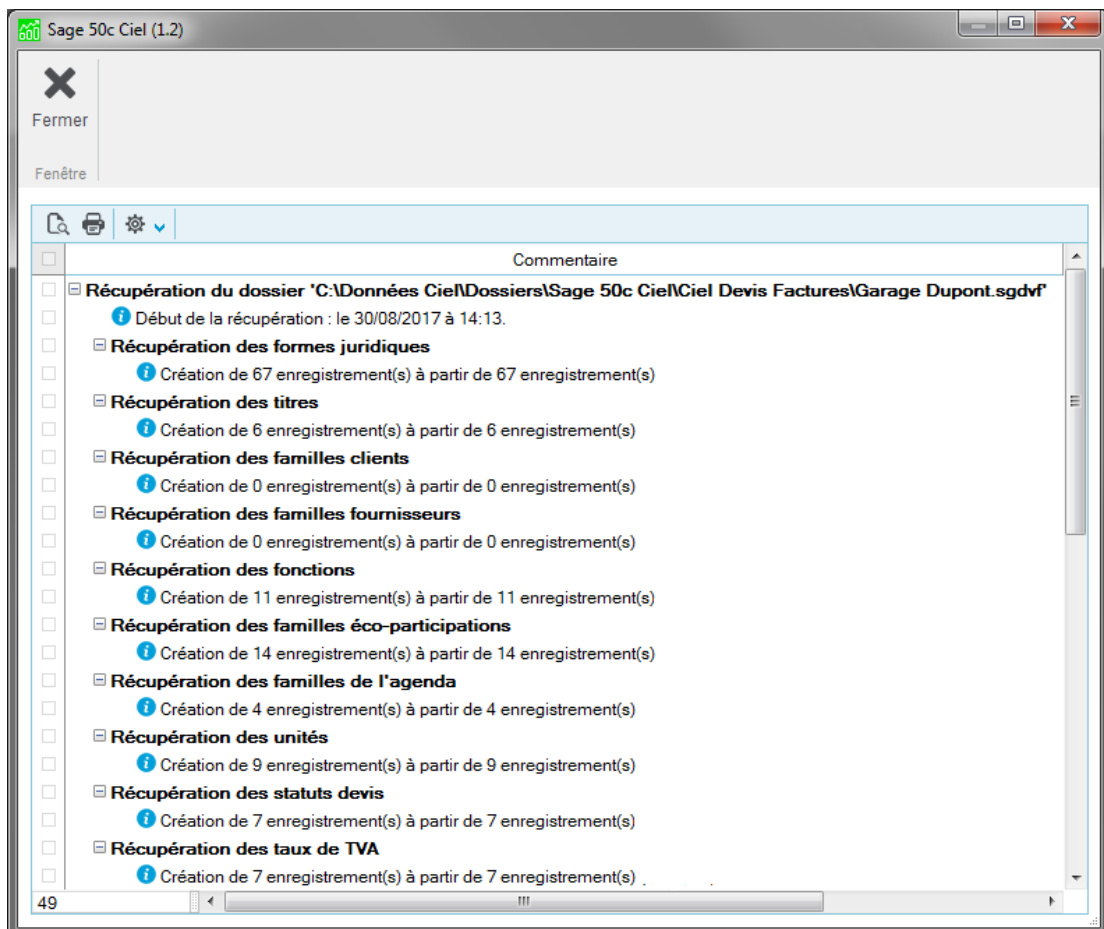 Sage 50c Ciel (1.2)
Fermer
Fenêtre
Commentaire
Récupération du dossier 'C:\Données Ciel\Dossiers\Sage 50c Ciel\Ciel Devis Factures\Garage Dupont.sgdvf'
Début de la récupération : le 30/08/2017 à 14:13.
Récupération des formes juridiques
Création de 67 enregistrement(s) à partir de 67 enregistrement(s)
Récupération des titres
Création de 6 enregistrement(s) à partir de 6 enregistrement(s)
Récupération des familles clients
Création de 0 enregistrement(s) à partir de 0 enregistrement(s)
Récupération des familles fournisseurs
Création de 0 enregistrement(s) à partir de 0 enregistrement(s)
Récupération des fonctions
Création de 11 enregistrement(s) à partir de 11 enregistrement(s)
Récupération des familles éco-participations
Création de 14 enregistrement(s) à partir de 14 enregistrement(s)
Récupération des familles de l'agenda
Création de 4 enregistrement(s) à partir de 4 enregistrement(s)
Récupération des unités
Création de 9 enregistrement(s) à partir de 9 enregistrement(s)
Récupération des statuts devis
Création de 7 enregistrement(s) à partir de 7 enregistrement(s)
Récupération des taux de TVA
Création de 7 enregistrement(s) à partir de 7 enregistrement(s)
49